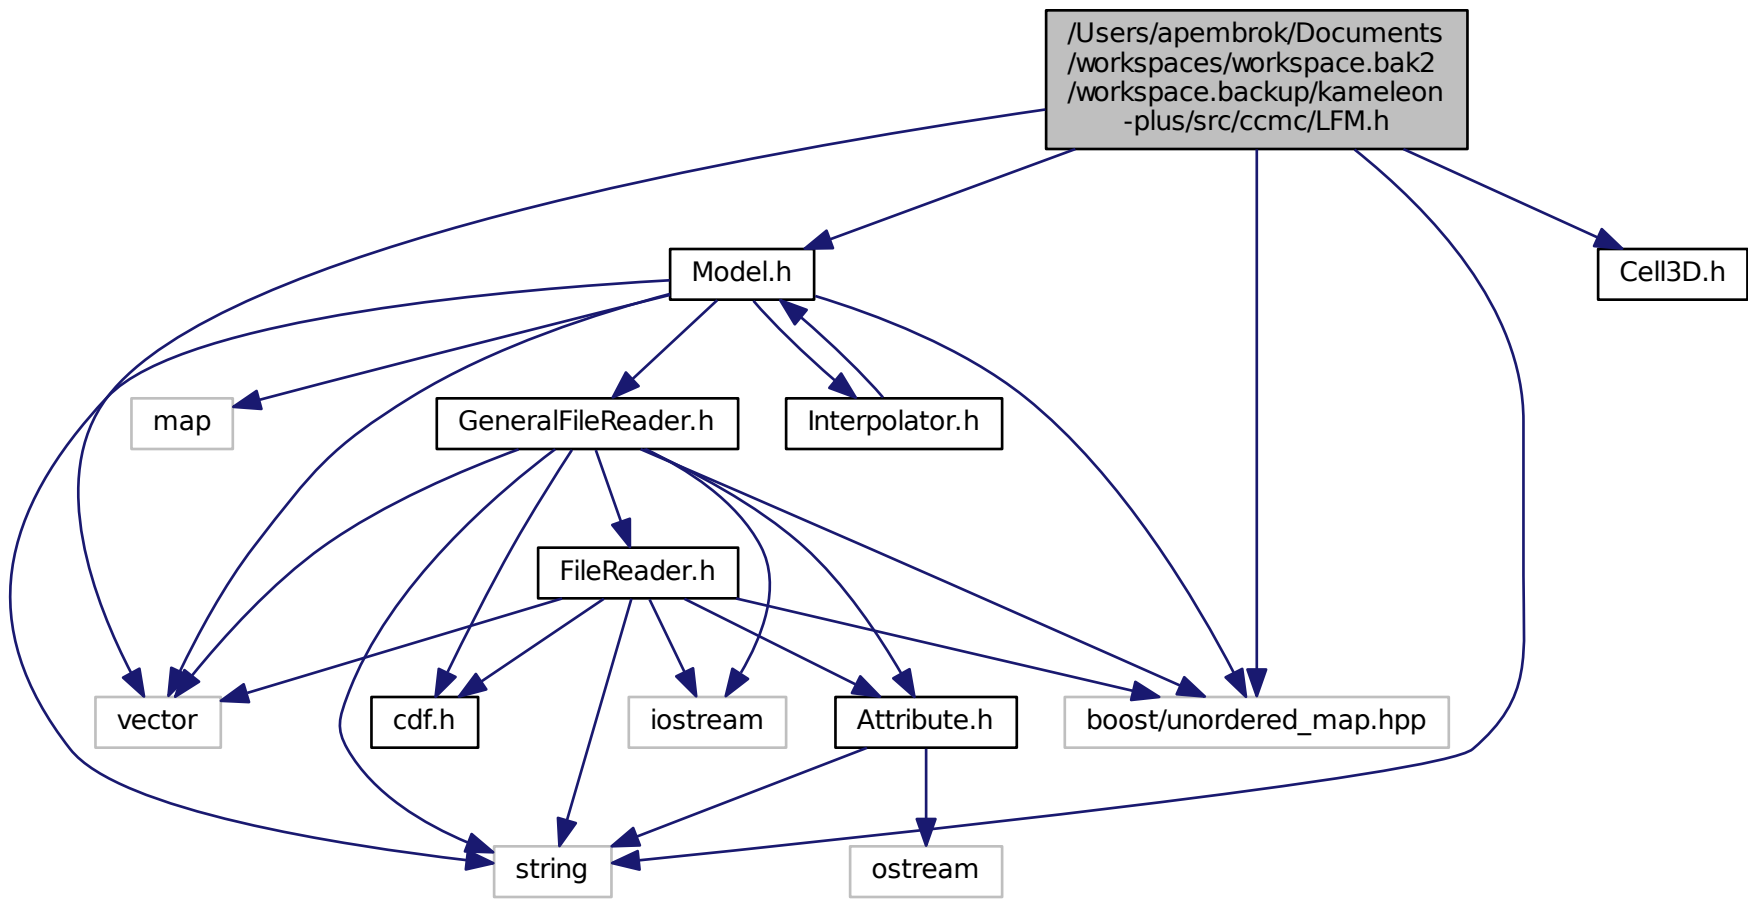 /Users/apembrok/Documents
/workspaces/workspace.bak2
/workspace.backup/kameleon
-plus/src/ccmc/LFM.h
Model.h
Cell3D.h
map
GeneralFileReader.h
Interpolator.h
FileReader.h
vector
cdf.h
iostream
Attribute.h
boost/unordered_map.hpp
string
ostream